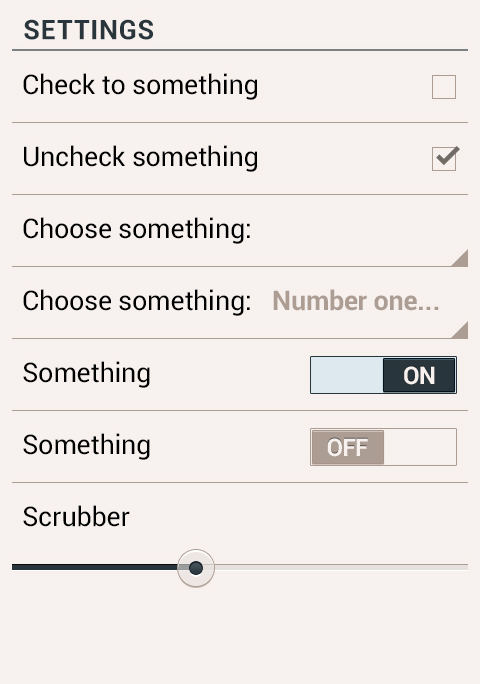 SETTINGS
Check to something
Uncheck something
Choose something:
Choose something: Number one...
Something ON
Something OFF
Scrubber